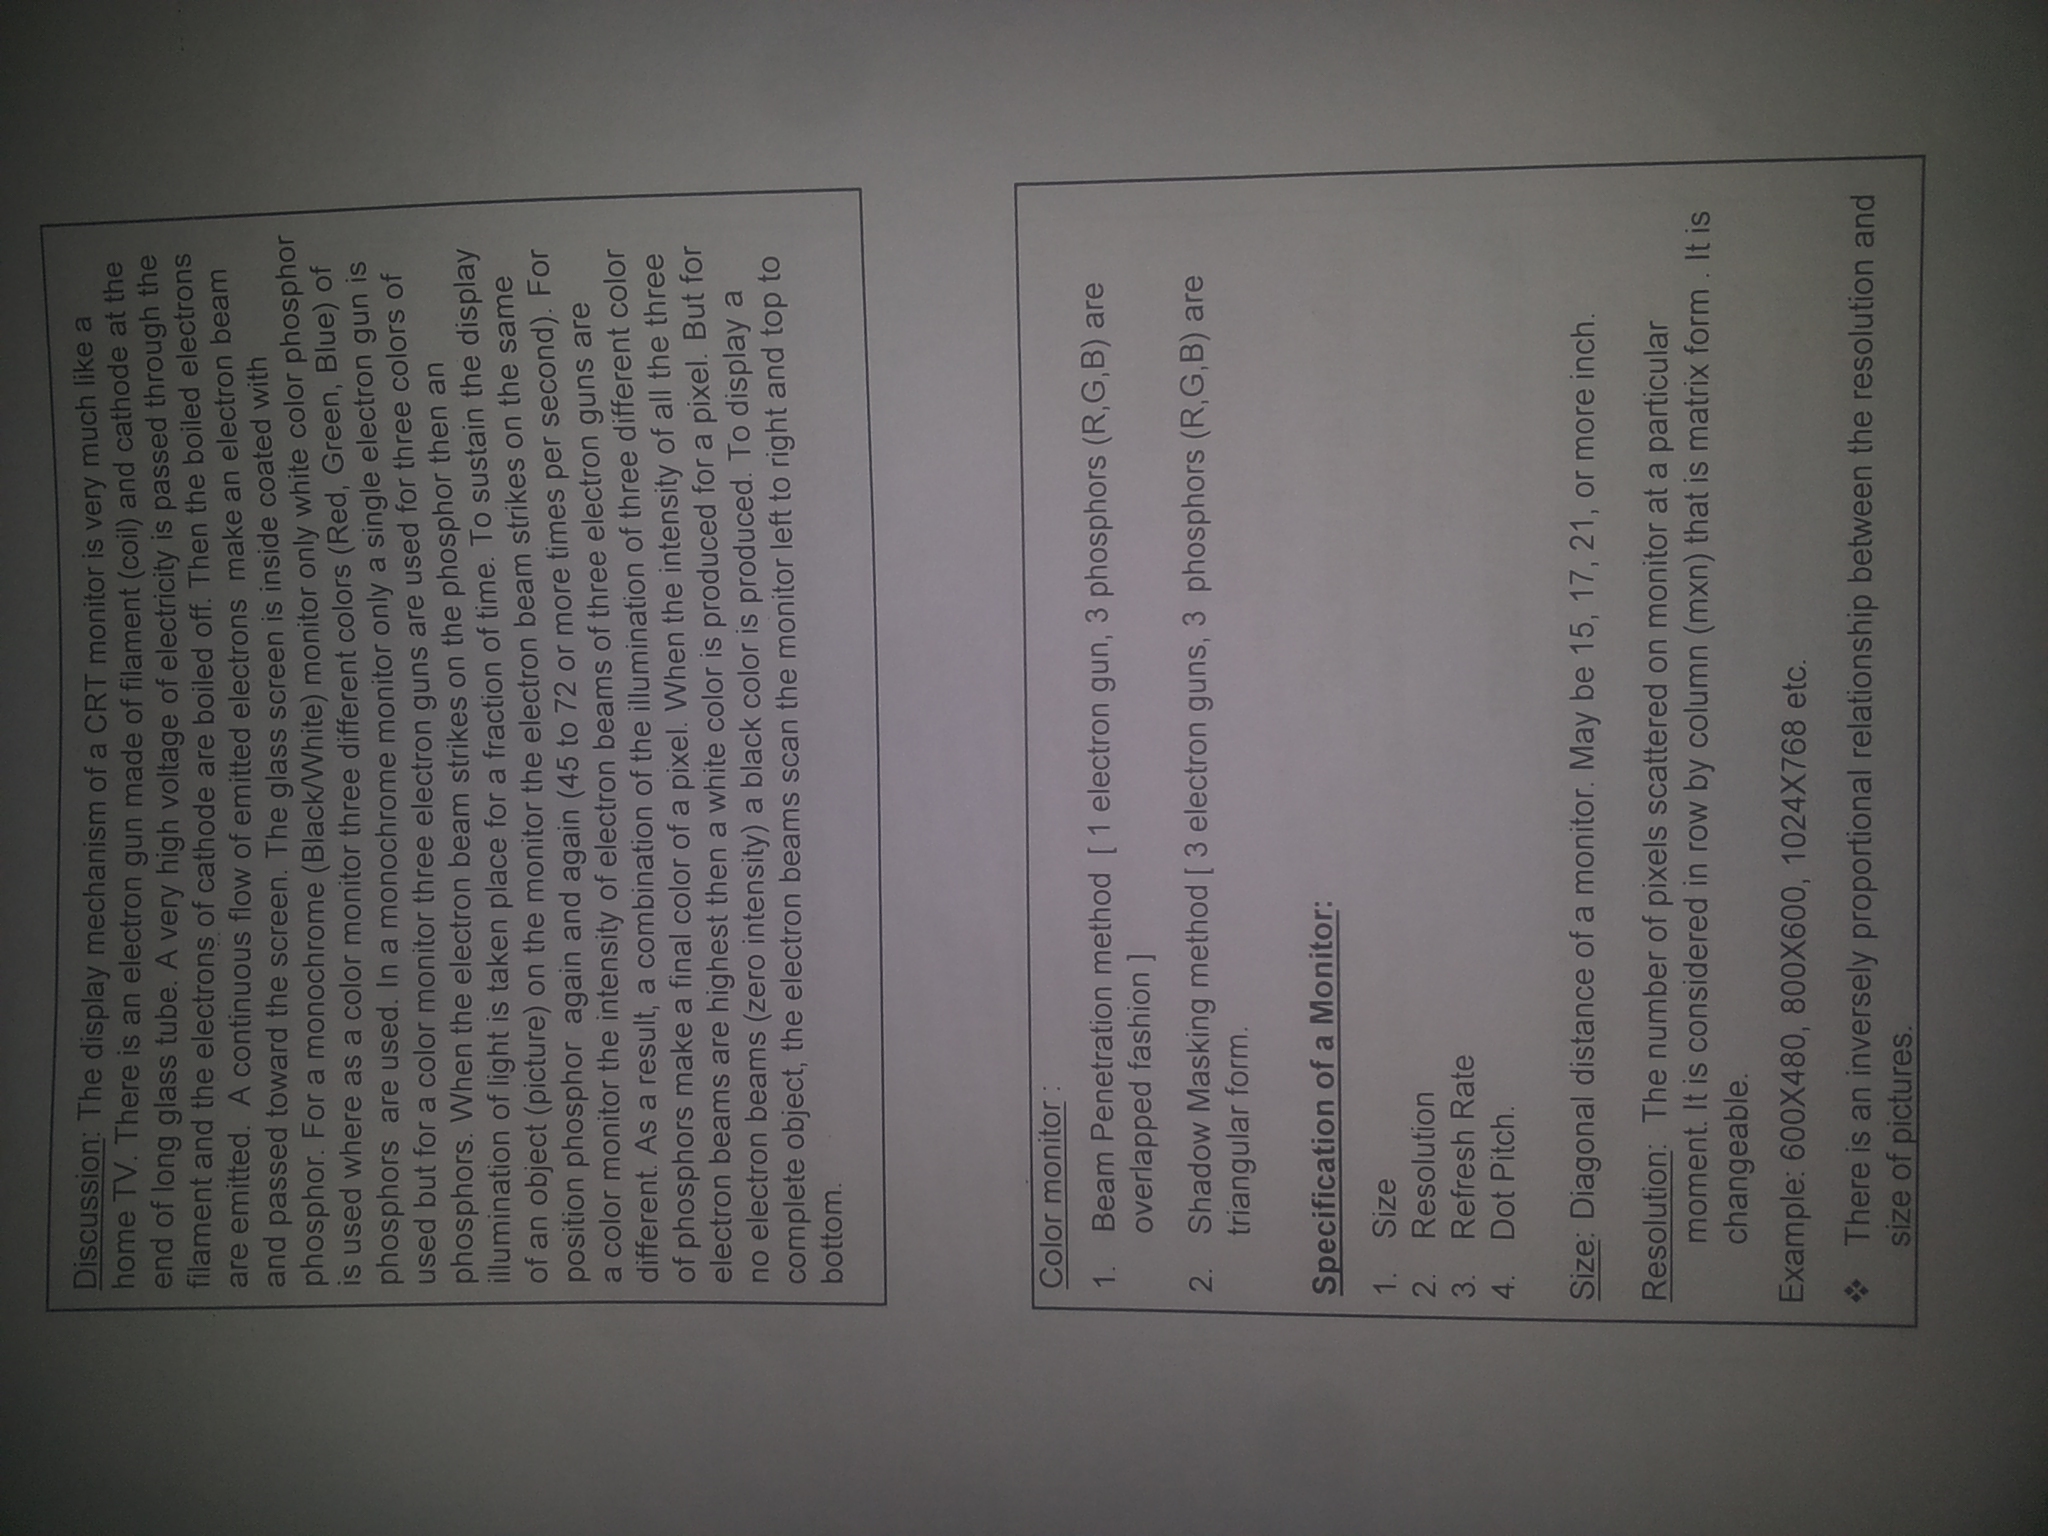 Discussion: The display mechanism of a CRT monitor is very much like a
home TV. There is an electron gun made of filament (coil) and cathode at the
end of long glass tube. A very high voltage of electricity is passed through the
filament and the electrons of cathode are boiled off. Then the boiled electrons
are emitted. A continuous flow of emitted electrons make an electron beam
and passed toward the screen. The glass screen is inside coated with
phosphor. For a monochrome (Black/White) monitor only white color phosphor
is used where as a color monitor three different colors (Red, Green, Blue) of
phosphors are used. In a monochrome monitor only a single electron gun is
used but for a color monitor three electron guns are used for three colors of
phosphors. When the electron beam strikes on the phosphor then an
illumination of light is taken place for a fraction of time. To sustain the display
of an object (picture) on the monitor the electron beam strikes on the same
position phosphor again and again (45 to 72 or more times per second). For
a color monitor the intensity of electron beams of three electron guns are
different. As a result, a combination of the illumination of three different color
of phosphors make a final color of a pixel. When the intensity of all the three
electron beams are highest then a white color is produced for a pixel. But for
no electron beams (zero intensity) a black color is produced. To display a
complete object, the electron beams scan the monitor left to right and top to
bottom.
Color monitor :
1. Beam Penetration method [ 1 electron gun, 3 phosphors (R,G,B) are
overlapped fashion ]
2. Shadow Masking method [ 3 electron guns, 3 phosphors (R,G,B) are
triangular form.
Specification of a Monitor:
1. Size
2. Resolution
3. Refresh Rate
4. Dot Pitch.
Size: Diagonal distance of a monitor. May be 15, 17, 21, or more inch.
Resolution: The number of pixels scattered on monitor at a particular
moment. It is considered in row by column (mxn) that is matrix form . It is
changeable.
Example: 600X480, 800X600, 1024X768 etc.
❖ There is an inversely proportional relationship between the resolution and
size of pictures.